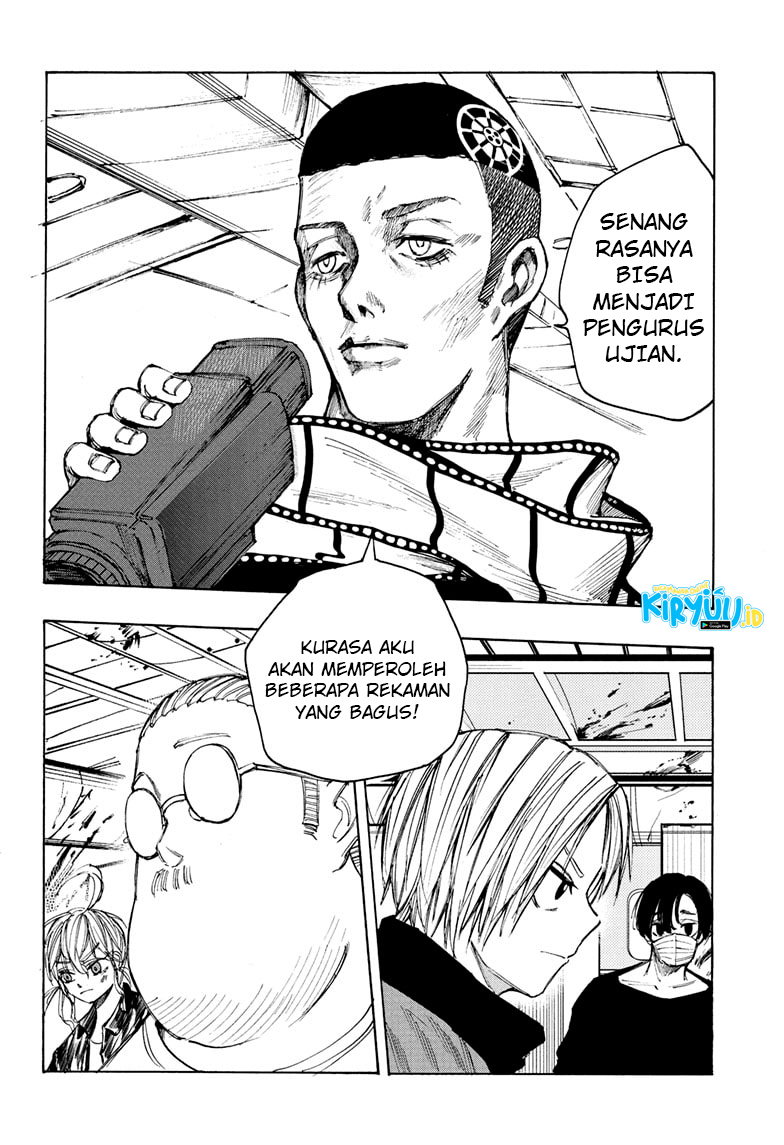 SENANG
RASANYA
BISA
MENJADI
PENGURUS
UJIAN.
KIRYUU.ID
KURASA AKU
AKAN MEMPEROLEH
BEBERAPA REKAMAN
YANG BAGUS!